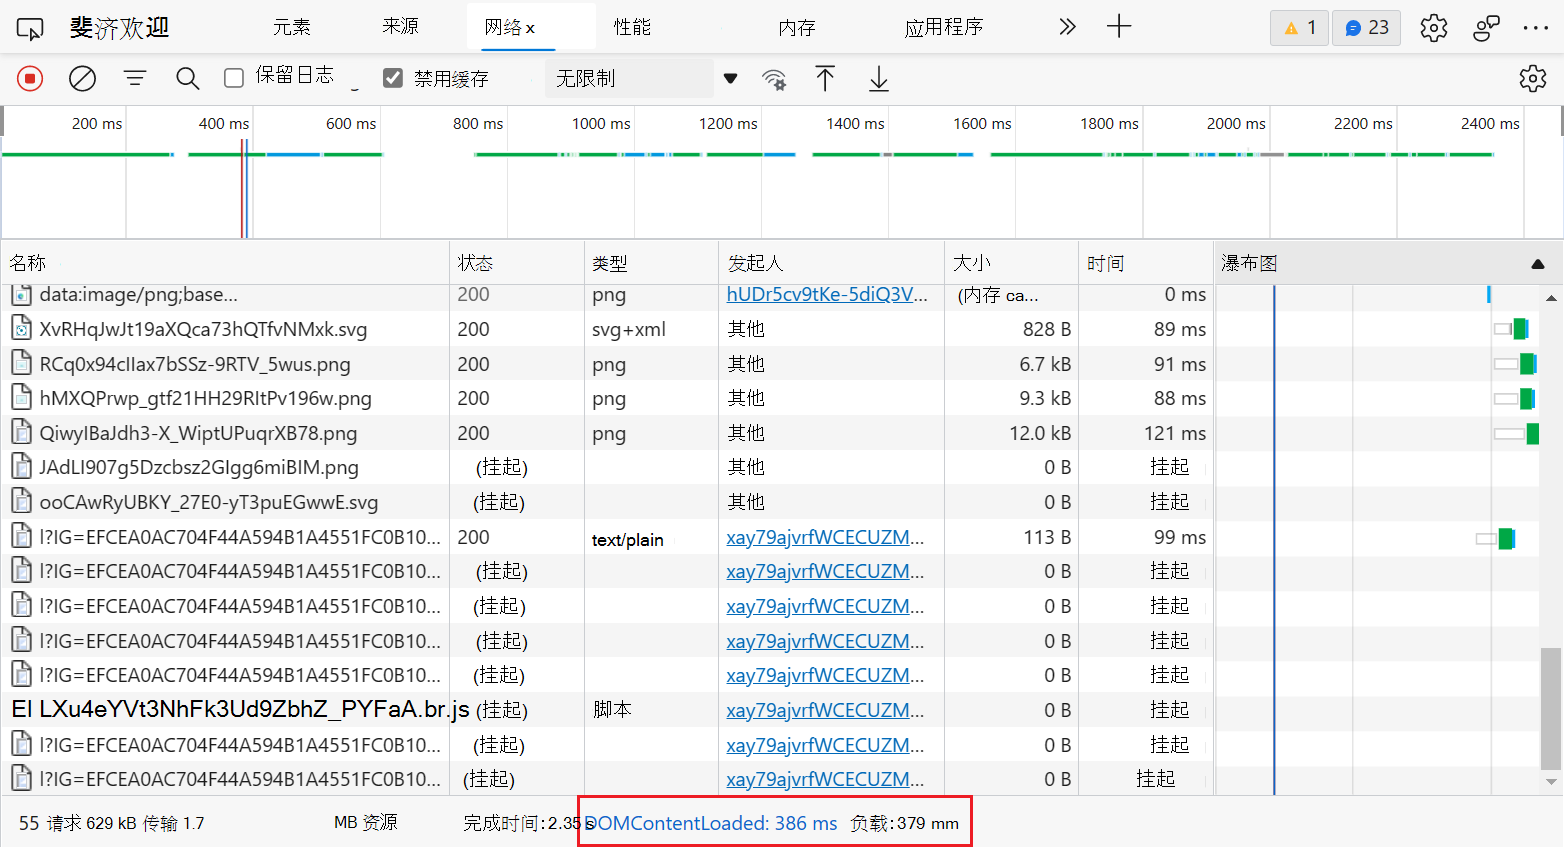 斐济欢迎 元素 来源 网络 x 性能 内存 应用程序 1 23
保留日志 禁用缓存 无限制
200 ms 400 ms 600 ms 800 ms 1000 ms 1200 ms 1400 ms 1600 ms 1800 ms 2000 ms 2200 ms 2400 ms
名称 状态 类型 发起人 大小 时间 瀑布图
data:image/png;base... 200 png hUDr5cv9tKe-5diQ3V... (内存 ca... 0 ms
XvRHqJwJt19aXQca73hQTfvNMxk.svg 200 svg+xml 其他 828 B 89 ms
RCq0x94cIIax7bSSz-9RTV_5wus.png 200 png 其他 6.7 kB 91 ms
hMXQPrwp_gtf21HH29RItPv196w.png 200 png 其他 9.3 kB 88 ms
QiwyIBaJdh3-X_WiptUPuqrXB78.png 200 png 其他 12.0 kB 121 ms
JAdLI907g5Dzcbsz2GIgg6miBIM.png (挂起) 其他 0 B 挂起
ooCAwRyUBKY_27E0-yT3puEGwwE.svg (挂起) 其他 0 B 挂起
l?IG=EFCEA0AC704F44A594B1A4551FC0B10... 200 text/plain xay79ajvrfWCECUZM... 113 B 99 ms
l?IG=EFCEA0AC704F44A594B1A4551FC0B10... (挂起) xay79ajvrfWCECUZM... 0 B 挂起
l?IG=EFCEA0AC704F44A594B1A4551FC0B10... (挂起) xay79ajvrfWCECUZM... 0 B 挂起
l?IG=EFCEA0AC704F44A594B1A4551FC0B10... (挂起) xay79ajvrfWCECUZM... 0 B 挂起
l?IG=EFCEA0AC704F44A594B1A4551FC0B10... (挂起) xay79ajvrfWCECUZM... 0 B 挂起
El LXu4eYVt3NhFk3Ud9ZbhZ_PYFaA.br.js (挂起) 脚本 xay79ajvrfWCECUZM... 0 B 挂起
l?IG=EFCEA0AC704F44A594B1A4551FC0B10... (挂起) xay79ajvrfWCECUZM... 0 B 挂起
l?IG=EFCEA0AC704F44A594B1A4551FC0B10... (挂起) xay79ajvrfWCECUZM... 0 B 挂起
55 请求 629 kB 传输 1.7 MB 资源 完成时间:2.35 s DOMContentLoaded: 386 ms 负载:379 mm